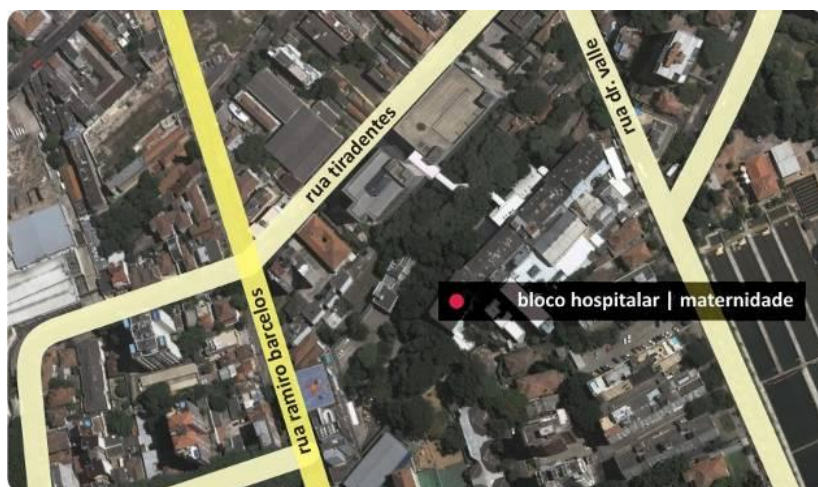 rua dr. valle
rua tiradentes
bloco hospitalar | maternidade
rua ramiro barcelos